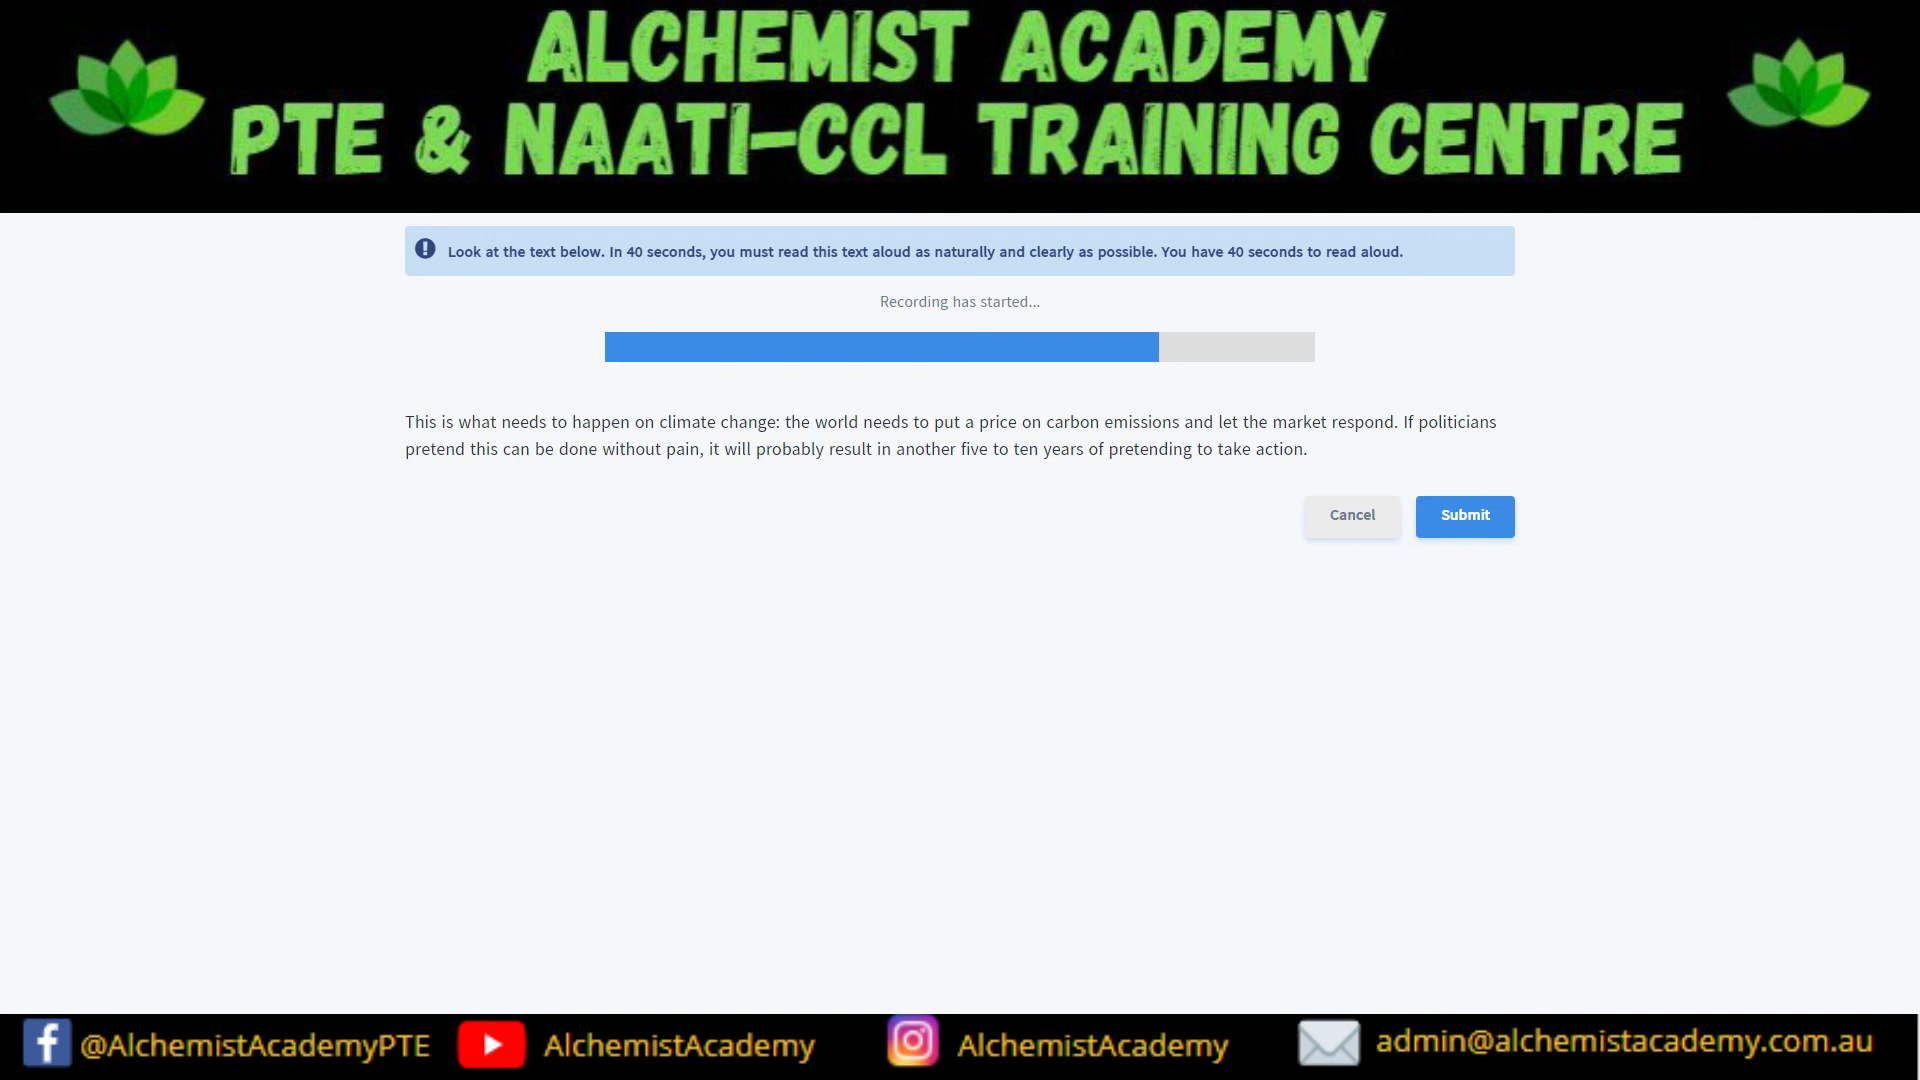 ALCHEMIST ACADEMY
PTE & NAATI-CCL TRAINING CENTRE
Look at the text below. In 40 seconds, you must read this text aloud as naturally and clearly as possible. You have 40 seconds to read aloud.
Recording has started...
This is what needs to happen on climate change: the world needs to put a price on carbon emissions and let the market respond. If politicians
pretend this can be done without pain, it will probably result in another five to ten years of pretending to take action.
Cancel Submit
@AlchemistAcademyPTE AlchemistAcademy AlchemistAcademy admin@alchemistacademy.com.au